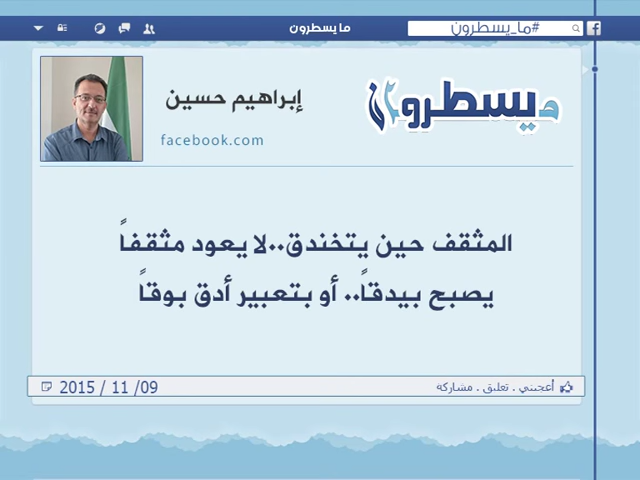 ما يسطرون
#ما_يسطرون
ما يسطرون
إبراهيم حسين
facebook.com
المثقف حين يتخندق..لا يعود مثقفاً
يصبح بيدقاً.. أو بتعبير أدق بوقاً
أعجبني . تعليق . مشاركة
2015 / 11 /09